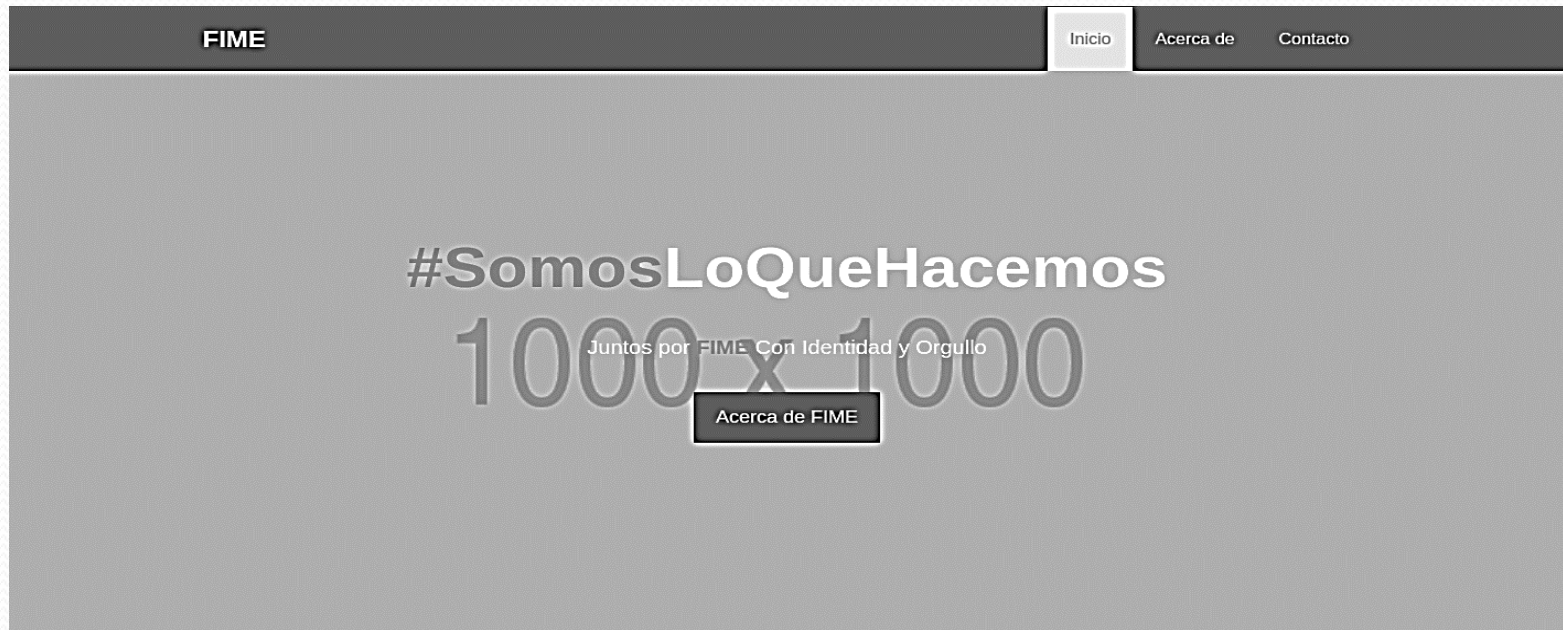 FIME Inicio Acerca de Contacto
#SomosLoQueHacemos
1000 x 1000
Juntos por FIME - Con Identidad y Orgullo
Acerca de FIME